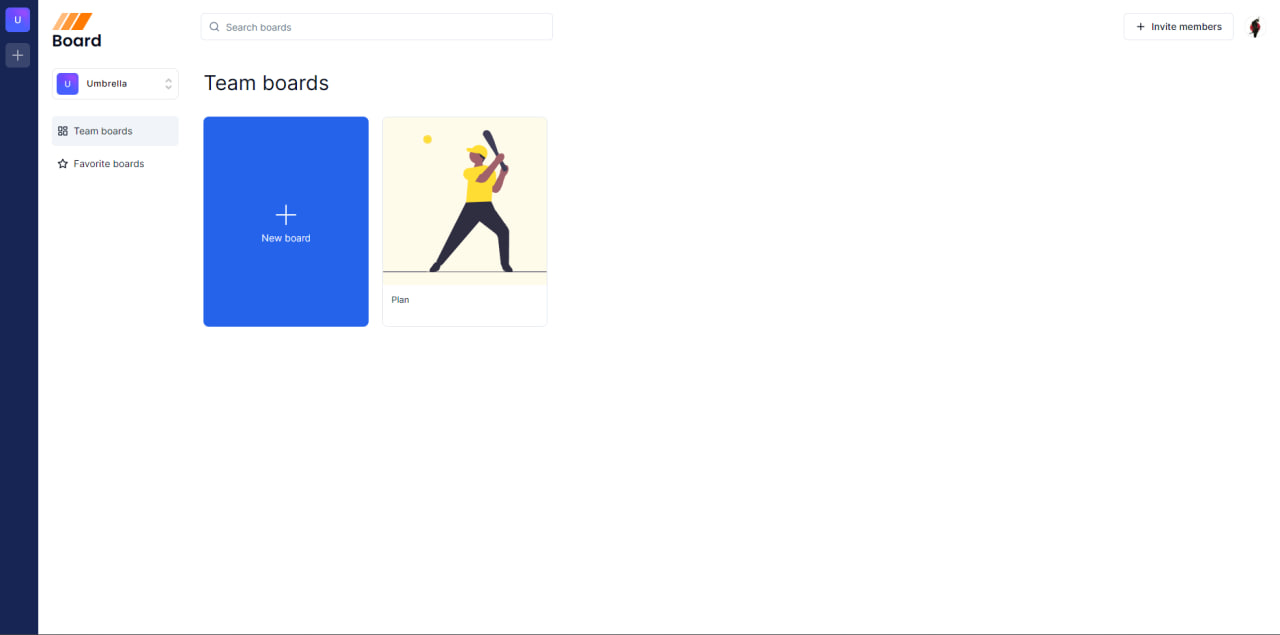 U
Board
Search boards
Invite members
U Umbrella
Team boards
Favorite boards
Team boards
New board
Plan